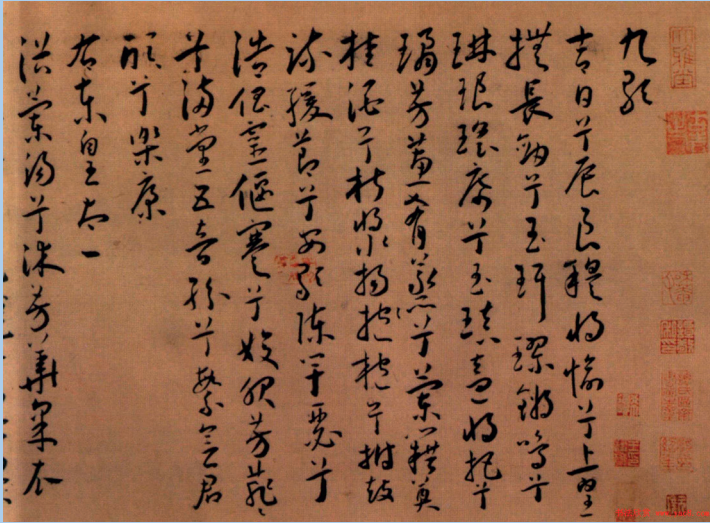 九歌
吉日兮辰良穆將愉兮上皇
撫長劍兮玉珥璆鏘鳴兮
琳琅瑤席兮玉瑱盍將把兮
瓊芳蕙肴蒸兮蘭藉奠
桂酒兮椒漿揚抱枹兮拊鼓
疏緩節兮安歌陳竽瑟兮
浩倡靈偃蹇兮姣服芳菲菲
兮滿堂五音紛兮繁會君
欣兮樂康
右東皇太一
浴蘭湯兮沐芳華采衣